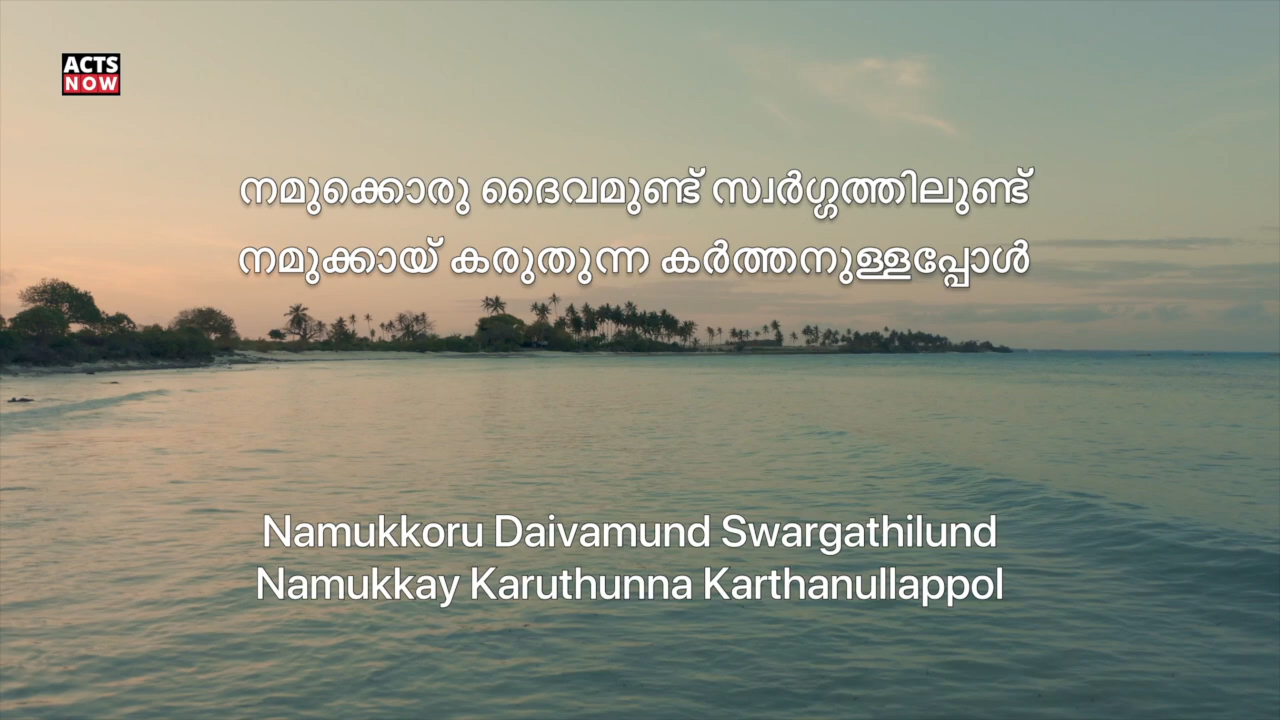 ACTS
NOW
നമുക്കൊരു ദൈവമുണ്ട് സ്വർഗ്ഗത്തിലുണ്ട്
നമുക്കായ് കരുതുന്ന കർത്തനുള്ളപ്പോൾ
Namukkoru Daivamund Swargathilund
Namukkay Karuthunna Karthanullappol